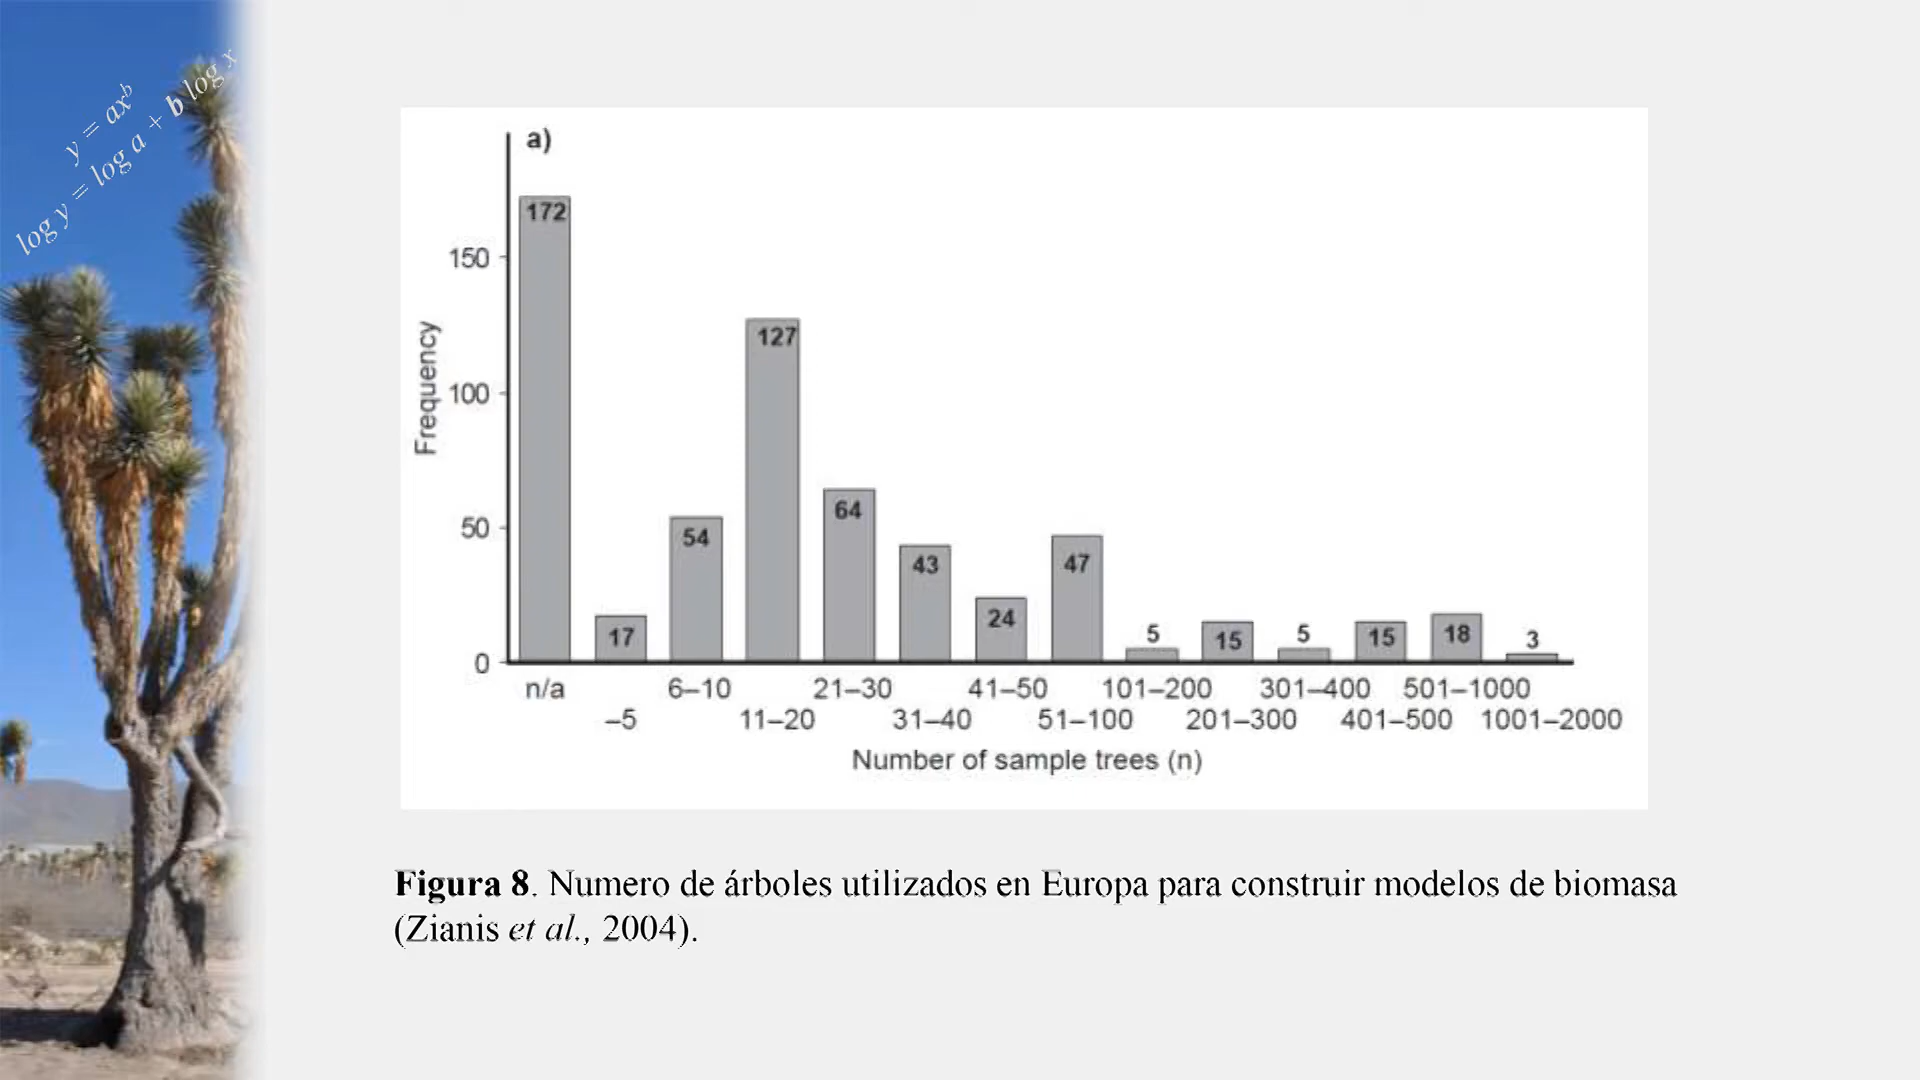 y = axᵇ
log y = log a + b log x
a)
172
150
127
100
Frequency
64
54
50
47
43
24
17
5
15
5
15
18
3
0
n/a 6–10 21–30 41–50 101–200 301–400 501–1000
–5 11–20 31–40 51–100 201–300 401–500 1001–2000
Number of sample trees (n)
Figura 8. Numero de árboles utilizados en Europa para construir modelos de biomasa
(Zianis et al., 2004).